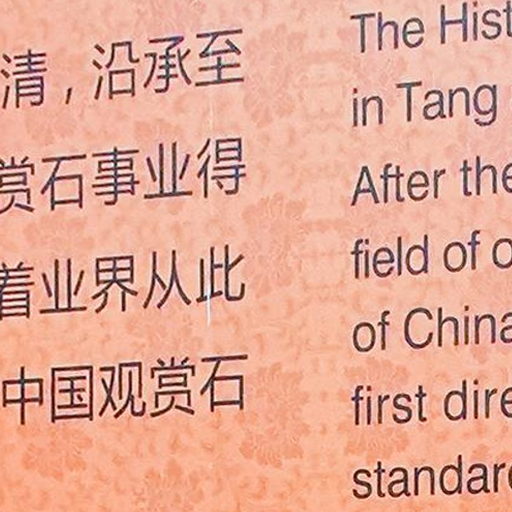 清，沿承至
赏石事业得
着业界从此
中国观赏石
The Hist
in Tang
After the
field of o
of China
first dire
standard